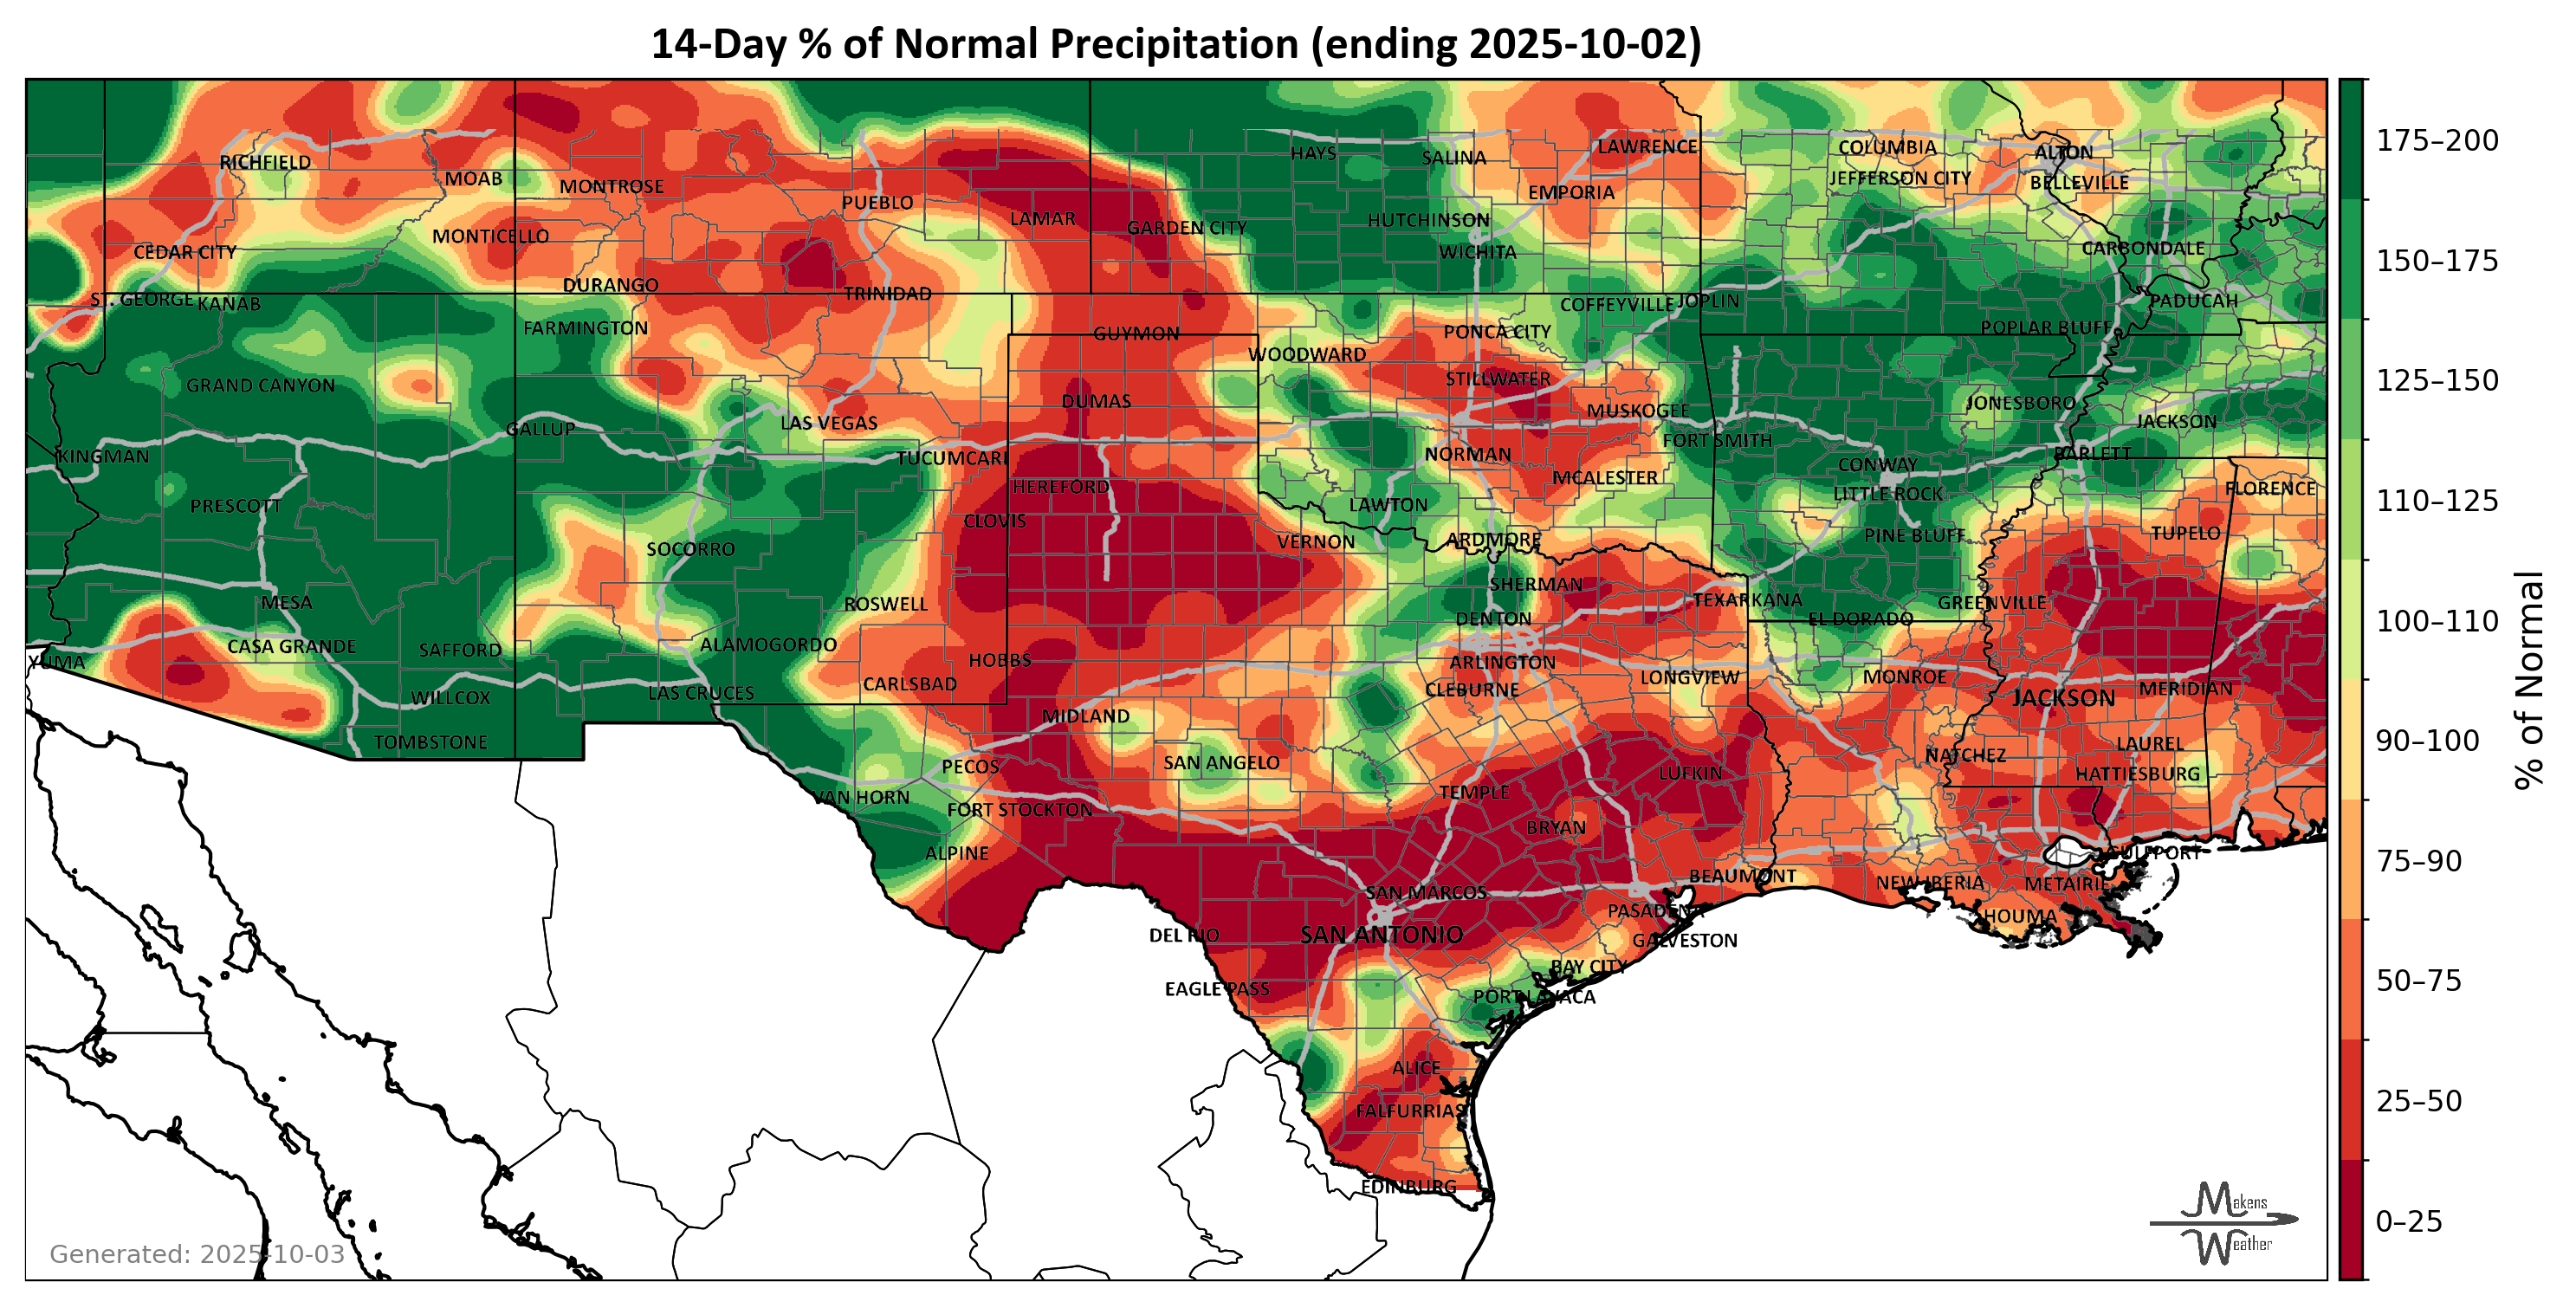 14-Day % of Normal Precipitation (ending 2025-10-02)
HAYS
SALINA
LAWRENCE
COLUMBIA
ALTON
RICHFIELD
MOAB
MONTROSE
EMPORIA
JEFFERSON CITY
BELLEVILLE
PUEBLO
LAMAR
GARDEN CITY
HUTCHINSON
MONTICELLO
WICHITA
CARBONDALE
CEDAR CITY
DURANGO
TRINIDAD
ST. GEORGE
KANAB
COFFEYVILLE
JOPLIN
PADUCAH
FARMINGTON
GUYMON
PONCA CITY
POPLAR BLUFF
WOODWARD
GRAND CANYON
STILLWATER
DUMAS
MUSKOGEE
JONESBORO
GALLUP
LAS VEGAS
JACKSON
FORT SMITH
KINGMAN
TUCUMCARI
NORMAN
BARLETT
CONWAY
HEREFORD
MCALESTER
LITTLE ROCK
FLORENCE
PRESCOTT
LAWTON
CLOVIS
SOCORRO
VERNON
ARDMORE
PINE BLUFF
TUPELO
SHERMAN
MESA
ROSWELL
TEXARKANA
GREENVILLE
DENTON
EL DORADO
CASA GRANDE
SAFFORD
ALAMOGORDO
YUMA
HOBBS
ARLINGTON
CARLSBAD
LONGVIEW
MONROE
WILLCOX
LAS CRUCES
CLEBURNE
JACKSON
MERIDIAN
MIDLAND
TOMBSTONE
NATCHEZ
LAUREL
PECOS
SAN ANGELO
LUFKIN
HATTIESBURG
VAN HORN
FORT STOCKTON
TEMPLE
BRYAN
ALPINE
GULFPORT
SAN MARCOS
BEAUMONT
NEW IBERIA
METAIRIE
PASADENA
HOUMA
DEL RIO
SAN ANTONIO
GALVESTON
BAY CITY
EAGLE PASS
PORT LAVACA
ALICE
FALFURRIAS
EDINBURG
175–200
150–175
125–150
110–125
100–110
90–100
75–90
50–75
25–50
0–25
% of Normal
Generated: 2025-10-03
Makens
Weather